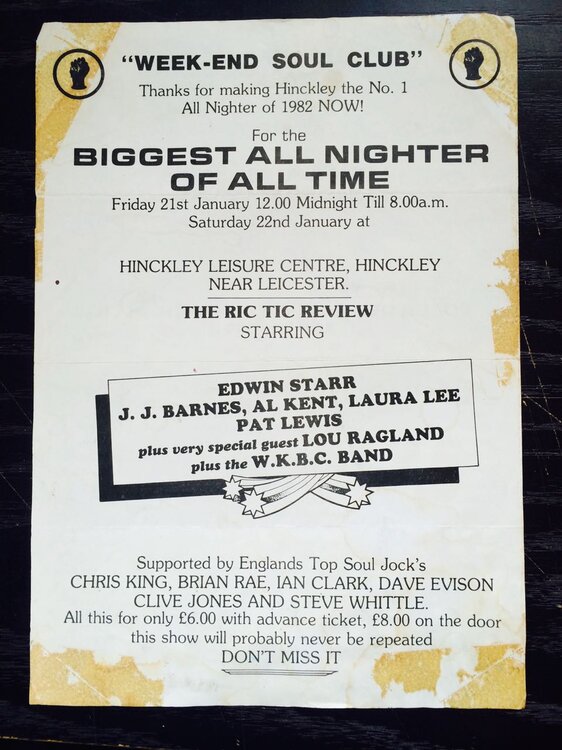 "WEEK-END SOUL CLUB"
Thanks for making Hinckley the No. 1
All Nighter of 1982 NOW!
For the
BIGGEST ALL NIGHTER
OF ALL TIME
Friday 21st January 12.00 Midnight Till 8.00a.m.
Saturday 22nd January at
HINCKLEY LEISURE CENTRE, HINCKLEY
NEAR LEICESTER.
THE RIC TIC REVIEW
STARRING
EDWIN STARR
J. J. BARNES, AL KENT, LAURA LEE
PAT LEWIS
plus very special guest LOU RAGLAND
plus the W.K.B.C. BAND
Supported by Englands Top Soul Jock's
CHRIS KING, BRIAN RAE, IAN CLARK, DAVE EVISON
CLIVE JONES AND STEVE WHITTLE.
All this for only £6.00 with advance ticket, £8.00 on the door
this show will probably never be repeated
DON'T MISS IT